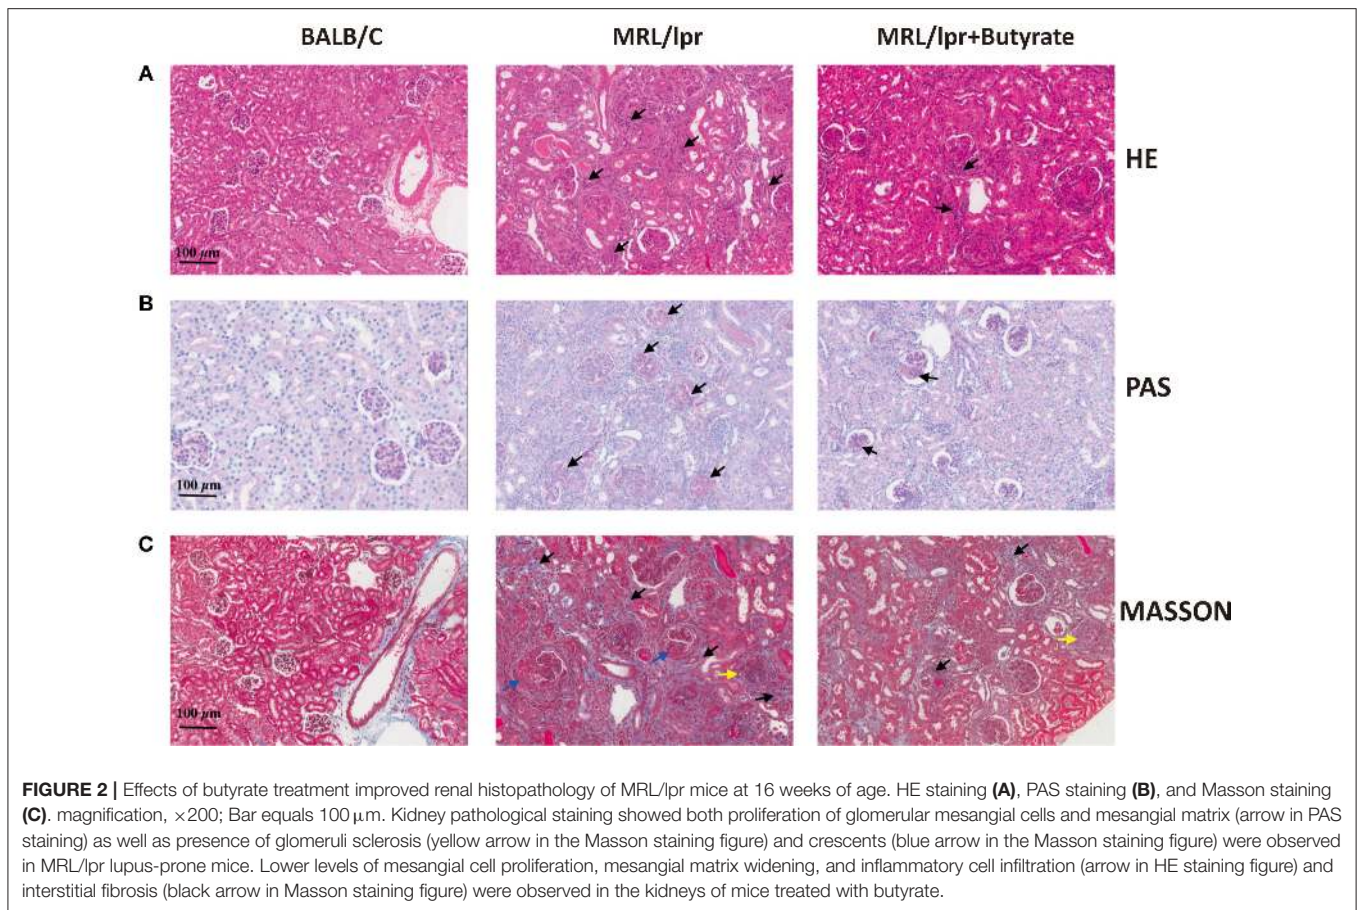 BALB/C
MRL/lpr
MRL/lpr+Butyrate
A
100 μm
HE
B
100 μm
PAS
C
100 μm
MASSON
FIGURE 2 | Effects of butyrate treatment improved renal histopathology of MRL/lpr mice at 16 weeks of age. HE staining (A), PAS staining (B), and Masson staining
(C). magnification, ×200; Bar equals 100 μm. Kidney pathological staining showed both proliferation of glomerular mesangial cells and mesangial matrix (arrow in PAS
staining) as well as presence of glomeruli sclerosis (yellow arrow in the Masson staining figure) and crescents (blue arrow in the Masson staining figure) were observed
in MRL/lpr lupus-prone mice. Lower levels of mesangial cell proliferation, mesangial matrix widening, and inflammatory cell infiltration (arrow in HE staining figure) and
interstitial fibrosis (black arrow in Masson staining figure) were observed in the kidneys of mice treated with butyrate.